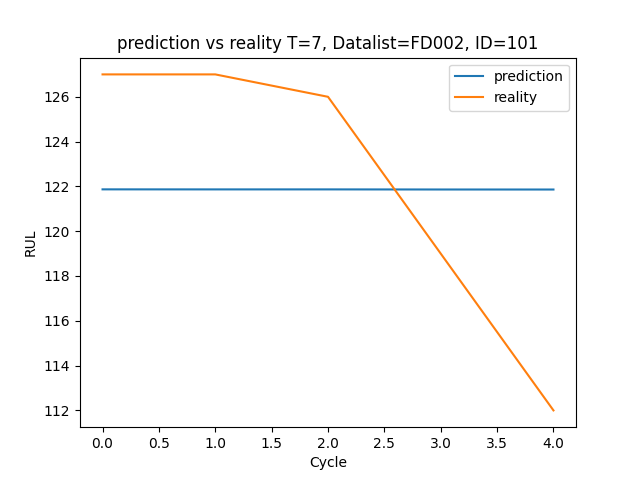 prediction vs reality T=7, Datalist=FD002, ID=101
prediction
reality
126
124
122
120
118
116
114
112
RUL
0.0 0.5 1.0 1.5 2.0 2.5 3.0 3.5 4.0
Cycle